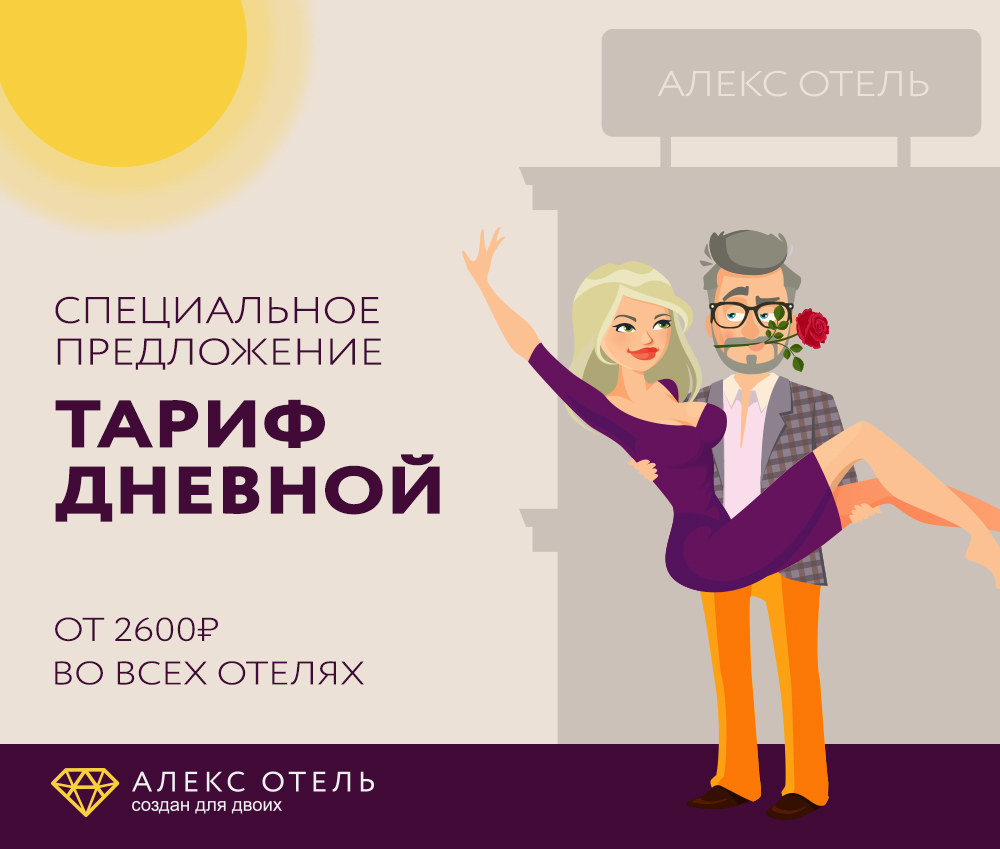 АЛЕКС ОТЕЛЬ
СПЕЦИАЛЬНОЕ
ПРЕДЛОЖЕНИЕ
ТАРИФ
ДНЕВНОЙ
ОТ 2600₽
ВО ВСЕХ ОТЕЛЯХ
АЛЕКС ОТЕЛЬ
создан для двоих